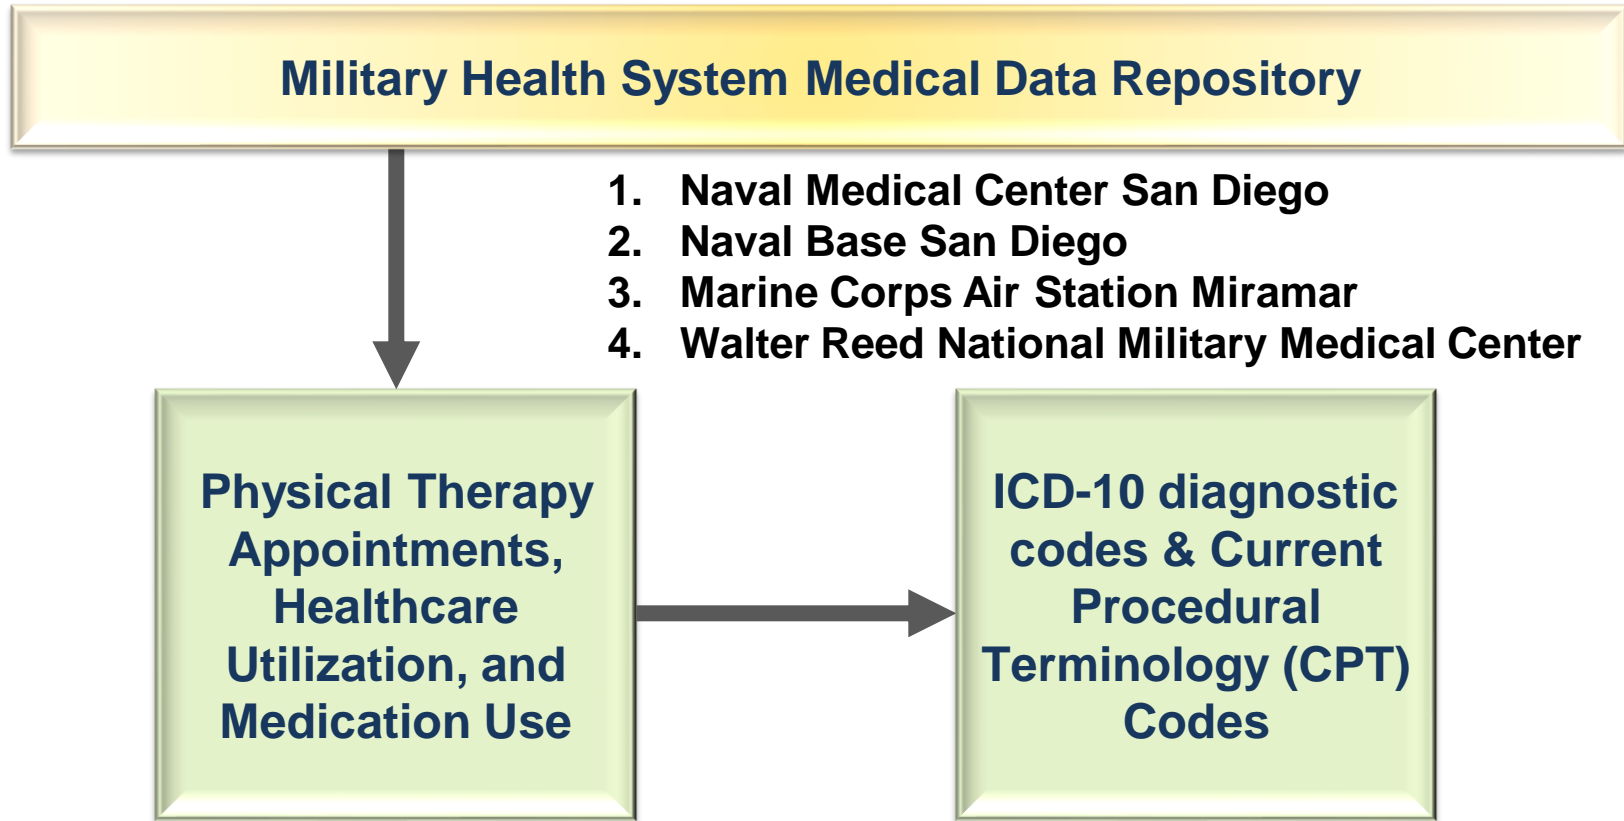 Military Health System Medical Data Repository
1. Naval Medical Center San Diego
2. Naval Base San Diego
3. Marine Corps Air Station Miramar
4. Walter Reed National Military Medical Center
Physical Therapy
Appointments,
Healthcare
Utilization, and
Medication Use
ICD-10 diagnostic
codes & Current
Procedural
Terminology (CPT)
Codes